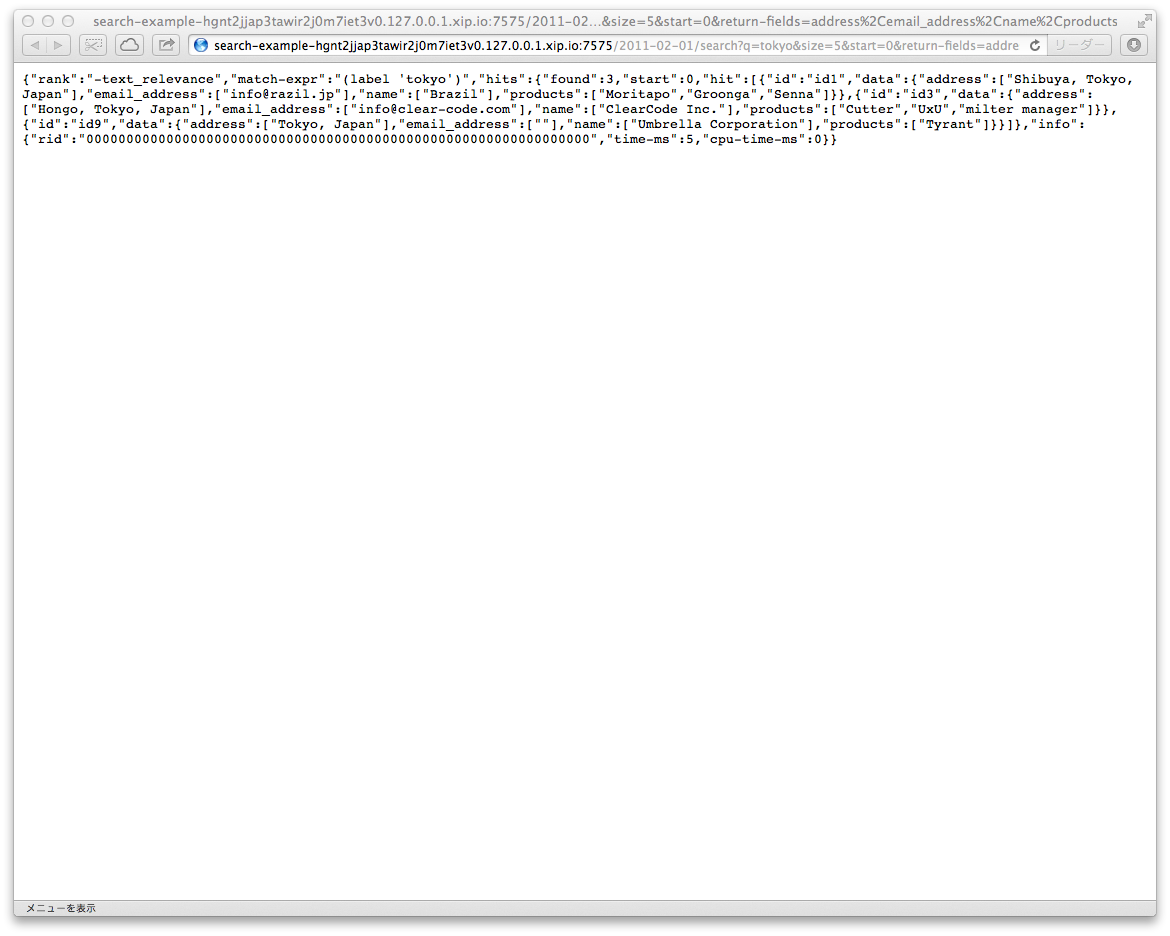 search-example-hgnt2jjap3tawir2j0m7iet3v0.127.0.0.1.xip.io:7575/2011-02...&size=5&start=0&return-fields=address%2Cemail_address%2Cname%2Cproducts
search-example-hgnt2jjap3tawir2j0m7iet3v0.127.0.0.1.xip.io:7575/2011-02-01/search?q=tokyo&size=5&start=0&return-fields=addre リーダー
{"rank":"-text_relevance","match-expr":"(label 'tokyo')","hits":{"found":3,"start":0,"hit":[{"id":"id1","data":{"address":["Shibuya, Tokyo,
Japan"],"email_address":["info@razil.jp"],"name":["Brazil"],"products":["Moritapo","Groonga","Senna"]}},{"id":"id3","data":{"address":
["Hongo, Tokyo, Japan"],"email_address":["info@clear-code.com"],"name":["ClearCode Inc."],"products":["Cutter","UxU","milter manager"]}},
{"id":"id9","data":{"address":["Tokyo, Japan"],"email_address":[""],"name":["Umbrella Corporation"],"products":["Tyrant"]}}]},"info":
{"rid":"000000000000000000000000000000000000000000000000000000000000000","time-ms":5,"cpu-time-ms":0}}
メニューを表示